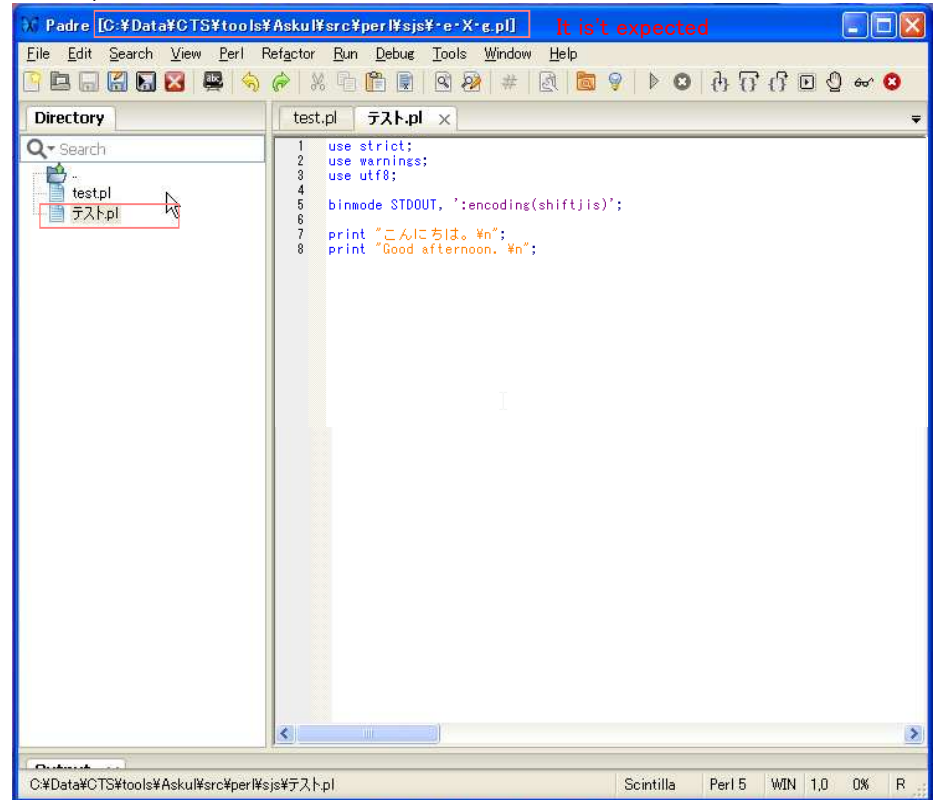 Padre [C:¥Data¥CTS¥tools¥Askul¥src¥perl¥sjs¥・e・X・g.pl] It is't expected
File Edit Search View Perl Refactor Run Debug Tools Window Help
Directory
test.pl テスト.pl
Search
..
test.pl
テスト.pl
1 use strict;
2 use warnings;
3 use utf8;
4
5 binmode STDOUT, ':encoding(shiftjis)';
6
7 print "こんにちは。¥n";
8 print "Good afternoon. ¥n";
C:¥Data¥CTS¥tools¥Askul¥src¥perl¥sjs¥テスト.pl Scintilla Perl 5 WIN 1,0 0% R